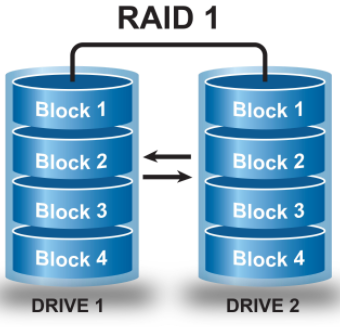 RAID 1
Block 1
Block 2
Block 3
Block 4
DRIVE 1
Block 1
Block 2
Block 3
Block 4
DRIVE 2